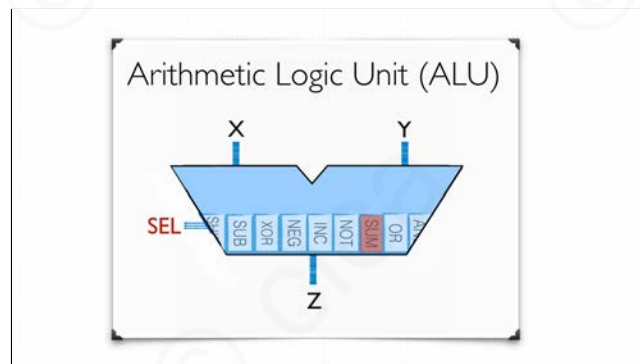 Arithmetic Logic Unit (ALU)
X
Y
SEL
SUB
XOR
NEG
INC
NOT
SUM
OR
Z